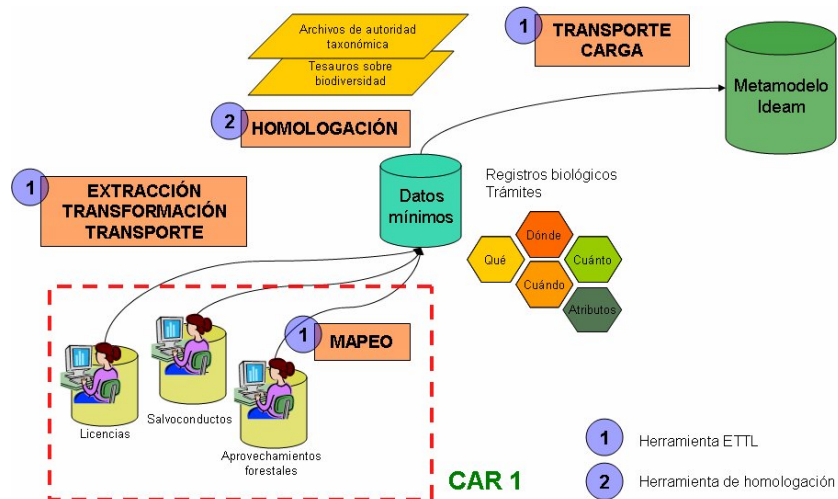 Archivos de autoridad
taxonómica
Tesauros sobre
biodiversidad
1
TRANSPORTE
CARGA
Metamodelo
Ideam
2
HOMOLOGACIÓN
1
EXTRACCIÓN
TRANSFORMACIÓN
TRANSPORTE
Datos
mínimos
Registros biológicos
Trámites
Dónde
Qué
Cuánto
Cuándo
Atributos
1
MAPEO
Licencias
Salvoconductos
Aprovechamientos
forestales
CAR 1
1
Herramienta ETTL
2
Herramienta de homologación